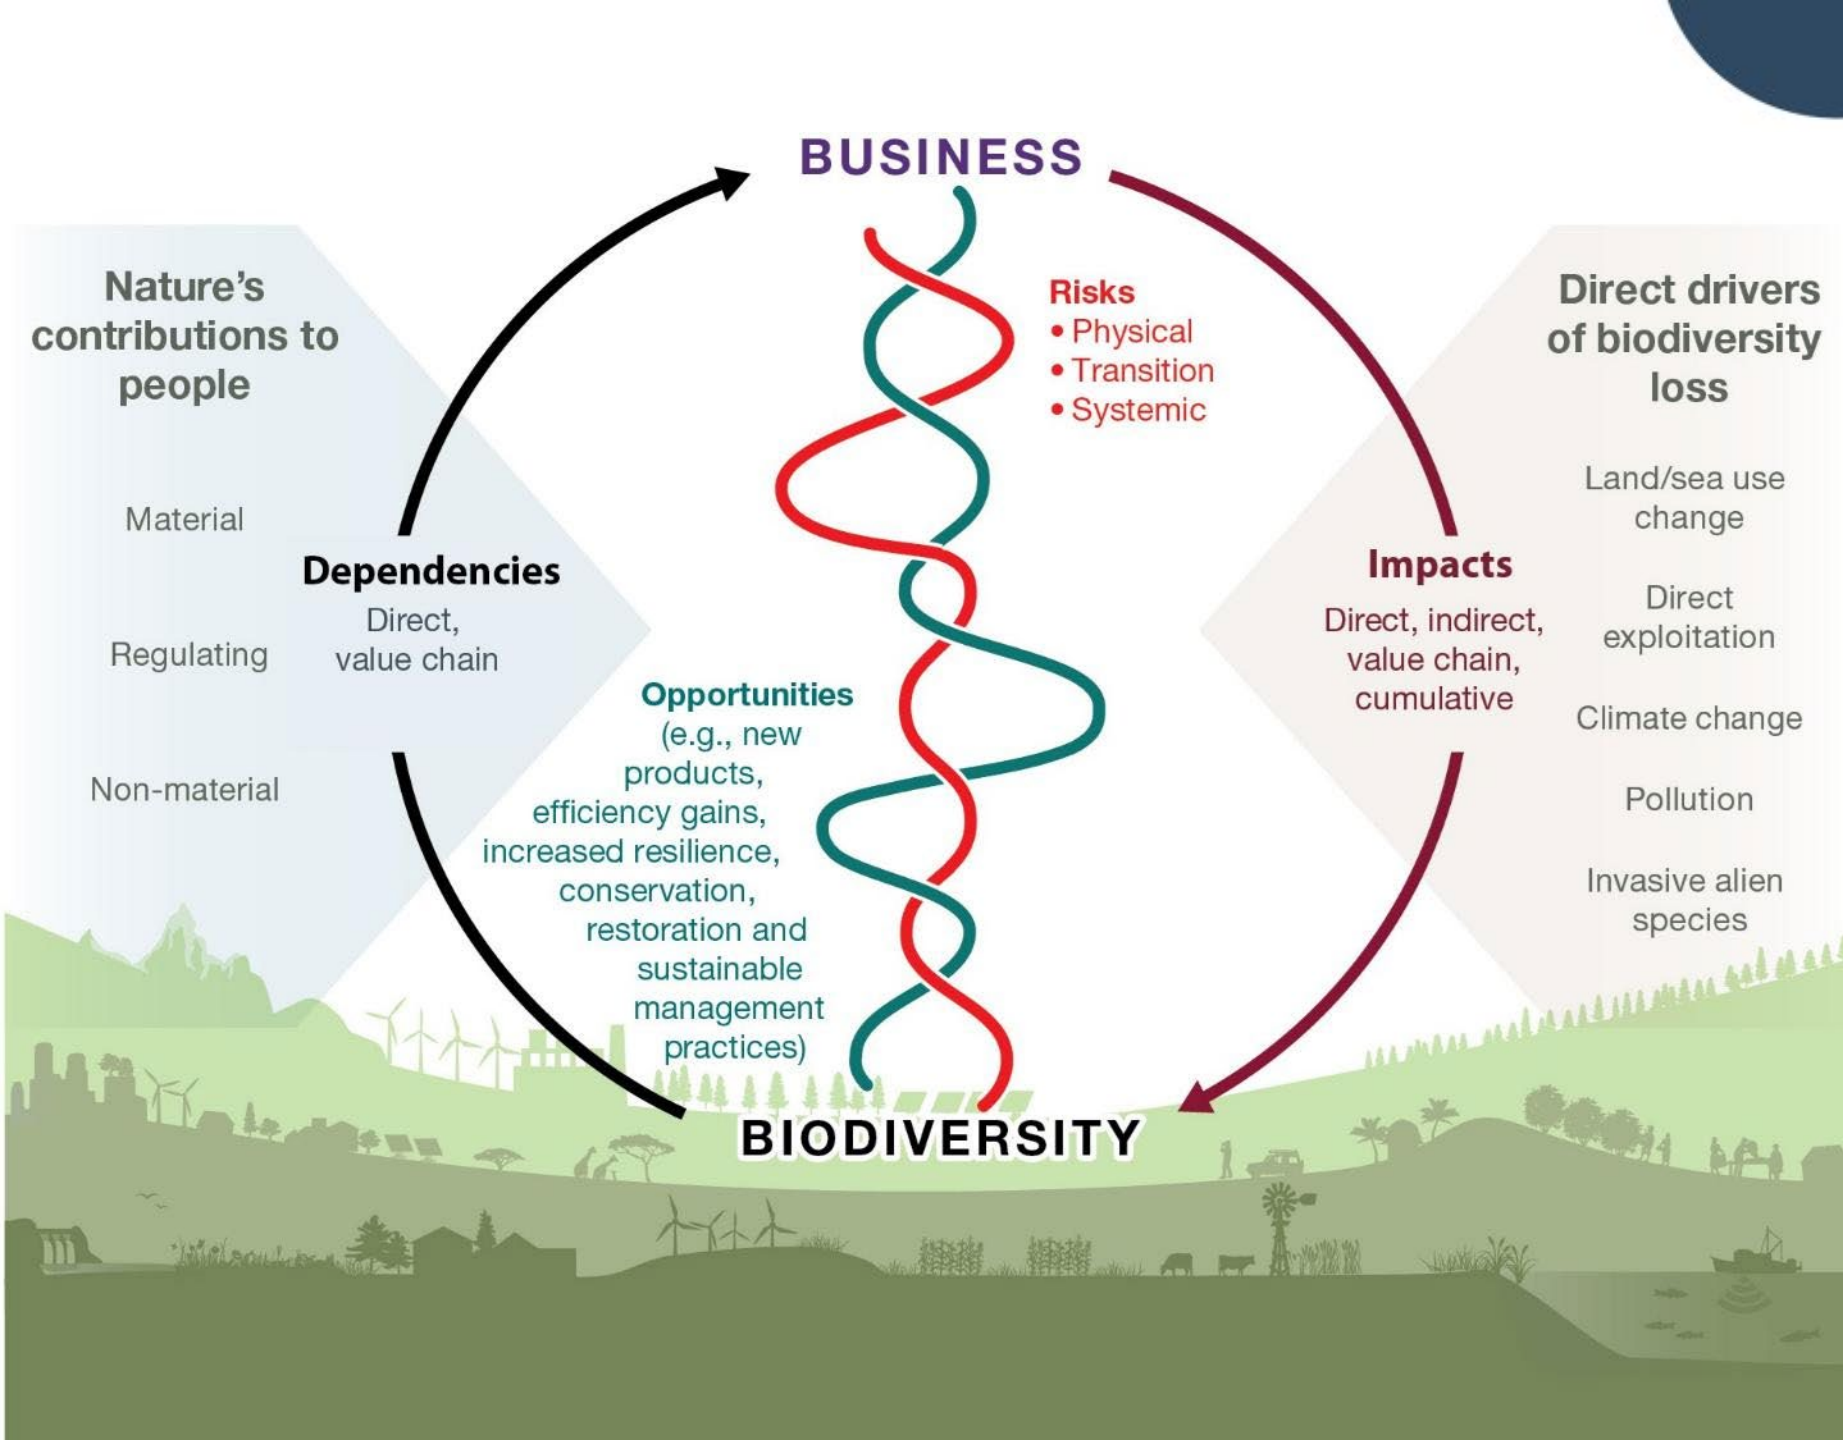 BUSINESS
Nature's
contributions to
people
Material
Regulating
Non-material
Dependencies
Direct,
value chain
Risks
• Physical
• Transition
• Systemic
Opportunities
(e.g., new
products,
efficiency gains,
increased resilience,
conservation,
restoration and
sustainable
management
practices)
Impacts
Direct, indirect,
value chain,
cumulative
Direct drivers
of biodiversity
loss
Land/sea use
change
Direct
exploitation
Climate change
Pollution
Invasive alien
species
BIODIVERSITY